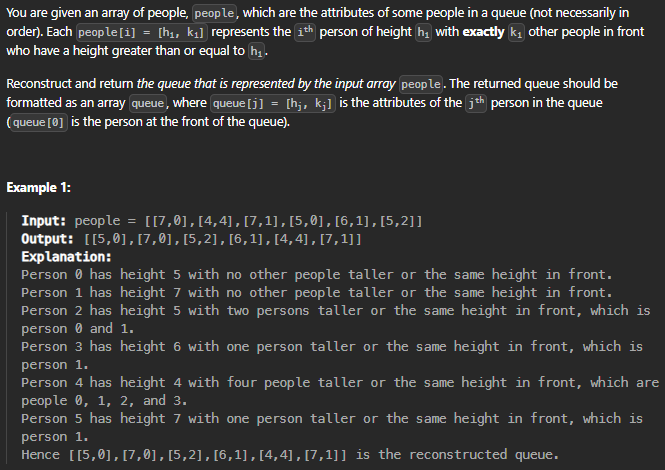 You are given an array of people, people, which are the attributes of some people in a queue (not necessarily in
order). Each people[i] = [hᵢ, kᵢ] represents the iᵗʰ person of height hᵢ with exactly kᵢ other people in front
who have a height greater than or equal to hᵢ.
Reconstruct and return the queue that is represented by the input array people. The returned queue should be
formatted as an array queue, where queue[j] = [hⱼ, kⱼ] is the attributes of the jᵗʰ person in the queue
(queue[0] is the person at the front of the queue).
Example 1:
Input: people = [[7,0],[4,4],[7,1],[5,0],[6,1],[5,2]]
Output: [[5,0],[7,0],[5,2],[6,1],[4,4],[7,1]]
Explanation:
Person 0 has height 5 with no other people taller or the same height in front.
Person 1 has height 7 with no other people taller or the same height in front.
Person 2 has height 5 with two persons taller or the same height in front, which is
person 0 and 1.
Person 3 has height 6 with one person taller or the same height in front, which is
person 1.
Person 4 has height 4 with four people taller or the same height in front, which are
people 0, 1, 2, and 3.
Person 5 has height 7 with one person taller or the same height in front, which is
person 1.
Hence [[5,0],[7,0],[5,2],[6,1],[4,4],[7,1]] is the reconstructed queue.